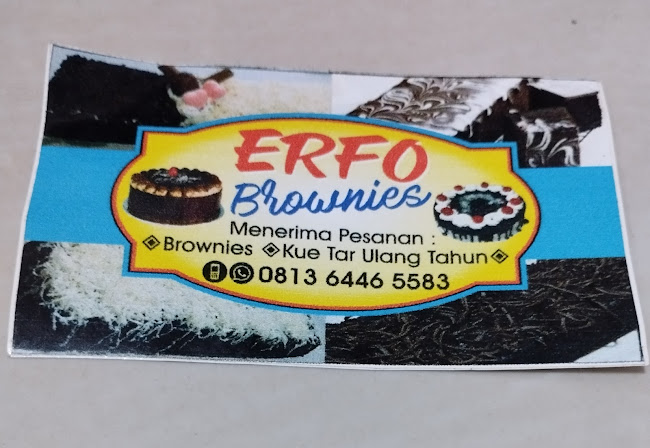 ERFO
Brownies
Menerima Pesanan :
Brownies Kue Tar Ulang Tahun
0813 6446 5583